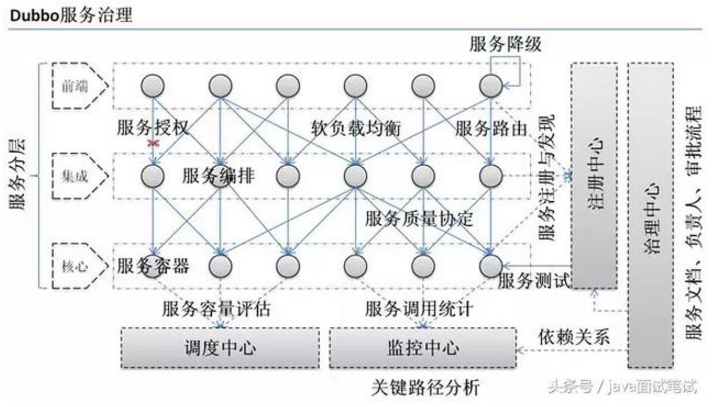 Dubbo服务治理
服务降级
前端
服务授权
软负载均衡
服务路由
服务分层
集成
服务编排
服务注册与发现
注册中心
治理中心
服务文档、负责人、审批流程
服务质量协定
核心
服务容器
服务测试
服务容量评估
服务调用统计
调度中心
监控中心
依赖关系
关键路径分析
头条号 / java面试笔试